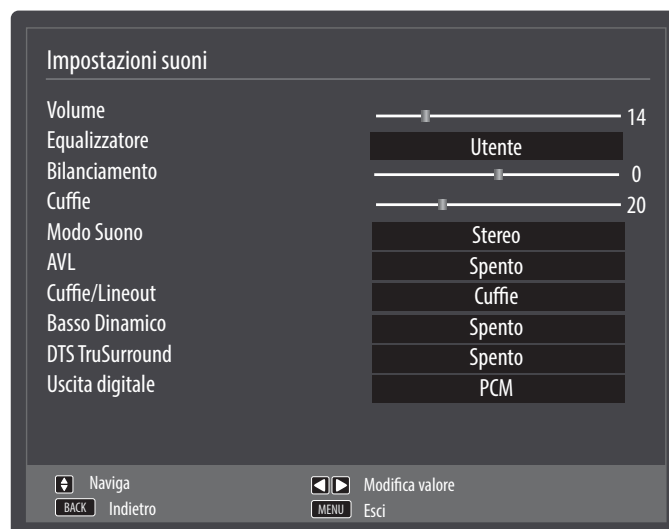 Impostazioni suoni
Volume 14
Equalizzatore Utente
Bilanciamento 0
Cuffie 20
Modo Suono Stereo
AVL Spento
Cuffie/Lineout Cuffie
Basso Dinamico Spento
DTS TruSurround Spento
Uscita digitale PCM
Naviga Modifica valore
BACK Indietro MENU Esci